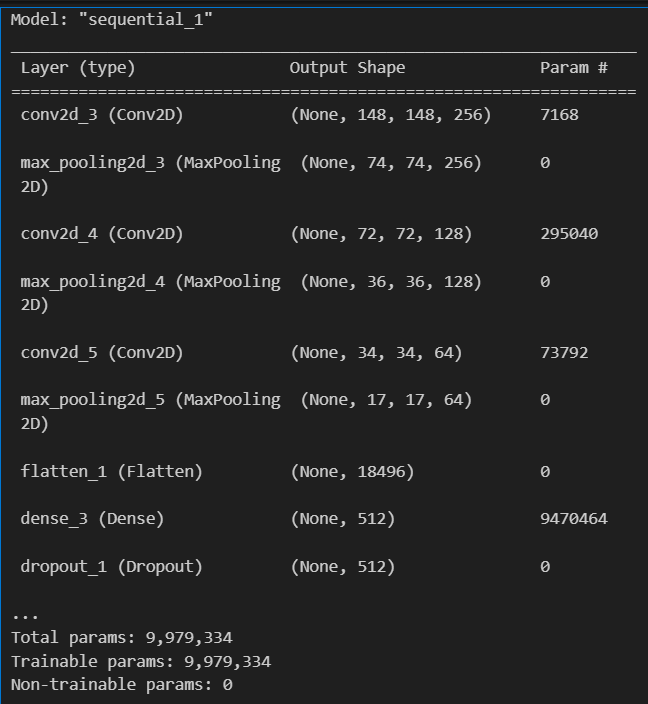 Model: "sequential_1"
_________________________________________________________________
Layer (type) Output Shape Param #
=================================================================
conv2d_3 (Conv2D) (None, 148, 148, 256) 7168
max_pooling2d_3 (MaxPooling (None, 74, 74, 256) 0
2D)
conv2d_4 (Conv2D) (None, 72, 72, 128) 295040
max_pooling2d_4 (MaxPooling (None, 36, 36, 128) 0
2D)
conv2d_5 (Conv2D) (None, 34, 34, 64) 73792
max_pooling2d_5 (MaxPooling (None, 17, 17, 64) 0
2D)
flatten_1 (Flatten) (None, 18496) 0
dense_3 (Dense) (None, 512) 9470464
dropout_1 (Dropout) (None, 512) 0
...
Total params: 9,979,334
Trainable params: 9,979,334
Non-trainable params: 0